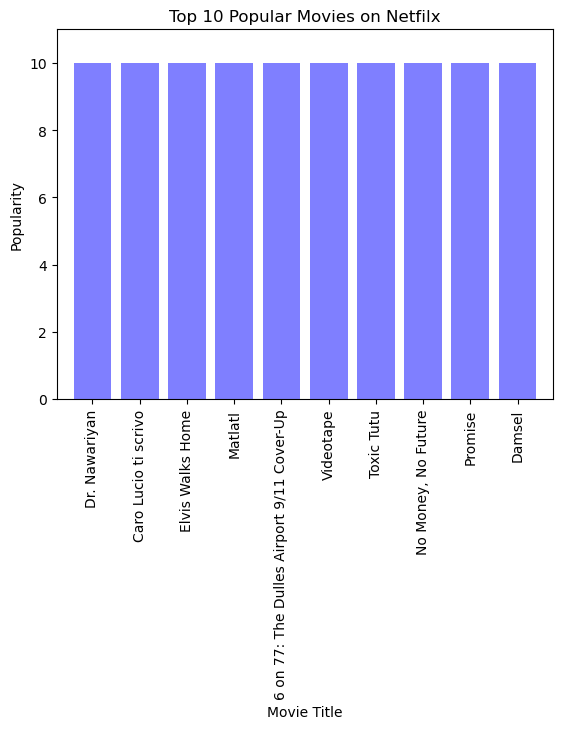 Top 10 Popular Movies on Netfilx
Popularity
10
8
6
4
2
0
Dr. Nawariyan
Caro Lucio ti scrivo
Elvis Walks Home
Matlatl
6 on 77: The Dulles Airport 9/11 Cover-Up
Videotape
Toxic Tutu
No Money, No Future
Promise
Damsel
Movie Title